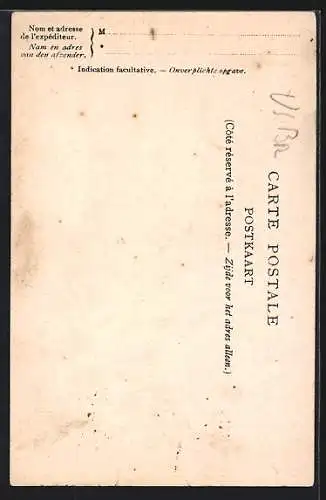 Nom et adresse
de l'expéditeur.
Nam en adres
van den afzender.
M
*
* Indication facultative. — Onverplichte opgave.
CARTE POSTALE
POSTKAART
(Côté réservé à l'adresse. — Zijde voor het adres alleen.)